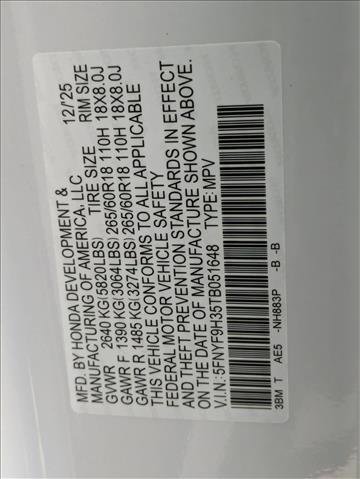 MFD. BY HONDA DEVELOPMENT & 12/'25
MANUFACTURING OF AMERICA, LLC
TIRE SIZE RIM SIZE
GVWR 2640 KG(5820LBS)
GAWR F 1390 KG(3064LBS) 265/60R18 110H 18X8.0J
GAWR R 1485 KG(3274LBS) 265/60R18 110H 18X8.0J
THIS VEHICLE CONFORMS TO ALL APPLICABLE
FEDERAL MOTOR VEHICLE SAFETY
AND THEFT PREVENTION STANDARDS IN EFFECT
ON THE DATE OF MANUFACTURE SHOWN ABOVE.
V.I.N: 5FNYF9H35TB051648 TYPE: MPV
3BM T AE5 -NH883P -B -B